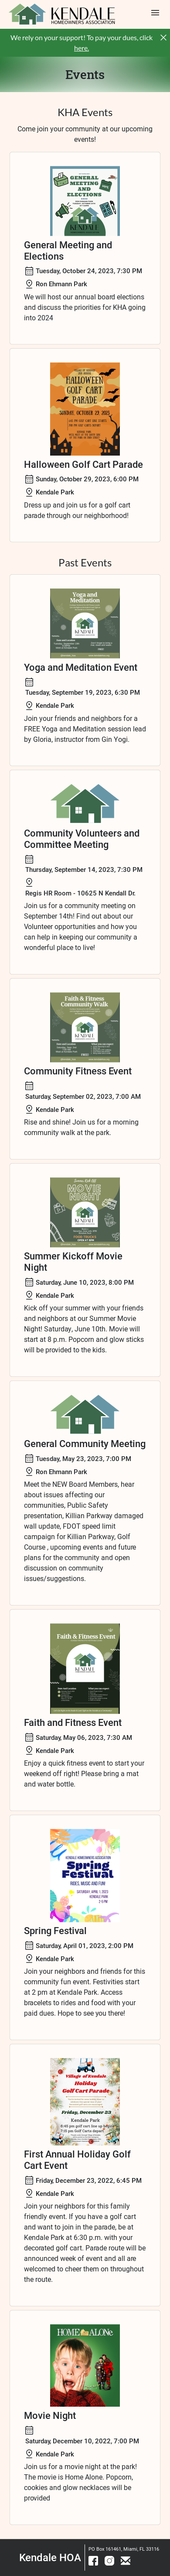 KENDALE
HOMEOWNERS ASSOCIATION
We rely on your support! To pay your dues, click
here.
Events
KHA Events
Come join your community at our upcoming
events!
GENERAL
MEETING AND
ELECTIONS
General Meeting and
Elections
Tuesday, October 24, 2023, 7:30 PM
Ron Ehmann Park
We will host our annual board elections
and discuss the priorities for KHA going
into 2024
HALLOWEEN
GOLF CART
PARADE
Halloween Golf Cart Parade
Sunday, October 29, 2023, 6:00 PM
Kendale Park
Dress up and join us for a golf cart
parade through our neighborhood!
Past Events
Yoga and
Meditation
KENDALE
Yoga and Meditation Event
Tuesday, September 19, 2023, 6:30 PM
Kendale Park
Join your friends and neighbors for a
FREE Yoga and Meditation session lead
by Gloria, instructor from Gin Yogi.
Community Volunteers and
Committee Meeting
Thursday, September 14, 2023, 7:30 PM
Regis HR Room - 10625 N Kendall Dr.
Join us for a community meeting on
September 14th! Find out about our
Volunteer opportunities and how you
can help in keeping our community a
wonderful place to live!
Faith & Fitness
Community Walk
Community Fitness Event
Saturday, September 02, 2023, 7:00 AM
Kendale Park
Rise and shine! Join us for a morning
community walk at the park.
MOVIE
NIGHT
Summer Kickoff Movie
Night
Saturday, June 10, 2023, 8:00 PM
Kendale Park
Kick off your summer with your friends
and neighbors at our Summer Movie
Night! Saturday, June 10th. Movie will
start at 8 p.m. Popcorn and glow sticks
will be provided to the kids.
General Community Meeting
Tuesday, May 23, 2023, 7:00 PM
Ron Ehmann Park
Meet the NEW Board Members, hear
about issues affecting our
communities, Public Safety
presentation, Killian Parkway damaged
wall update, FDOT speed limit
campaign for Killian Parkway, Golf
Course , upcoming events and future
plans for the community and open
discussion on community
issues/suggestions.
Faith & Fitness Event
KENDALE
Faith and Fitness Event
Saturday, May 06, 2023, 7:30 AM
Kendale Park
Enjoy a quick fitness event to start your
weekend off right! Please bring a mat
and water bottle.
KENDALE HOMEOWNERS ASSOCIATION
Spring
Festival
RIDES, MUSIC AND FUN!
SATURDAY, APRIL 1, 2023
KENDALE PARK
2-6 PM
Spring Festival
Saturday, April 01, 2023, 2:00 PM
Kendale Park
Join your neighbors and friends for this
community fun event. Festivities start
at 2 pm at Kendale Park. Access
bracelets to rides and food with your
paid dues. Hope to see you there!
Village of Kendale
Holiday
Golf Cart Parade
Friday, December 23
Kendale Park
First Annual Holiday Golf
Cart Event
Friday, December 23, 2022, 6:45 PM
Kendale Park
Join your neighbors for this family
friendly event. If you have a golf cart
and want to join in the parade, be at
Kendale Park at 6:30 p.m. with your
decorated golf cart. Parade route will be
announced week of event and all are
welcomed to cheer them on throughout
the route.
HOME ALONE
Movie Night
Saturday, December 10, 2022, 7:00 PM
Kendale Park
Join us for a movie night at the park!
The movie is Home Alone. Popcorn,
cookies and glow necklaces will be
provided
Kendale HOA
PO Box 161461, Miami, FL 33116